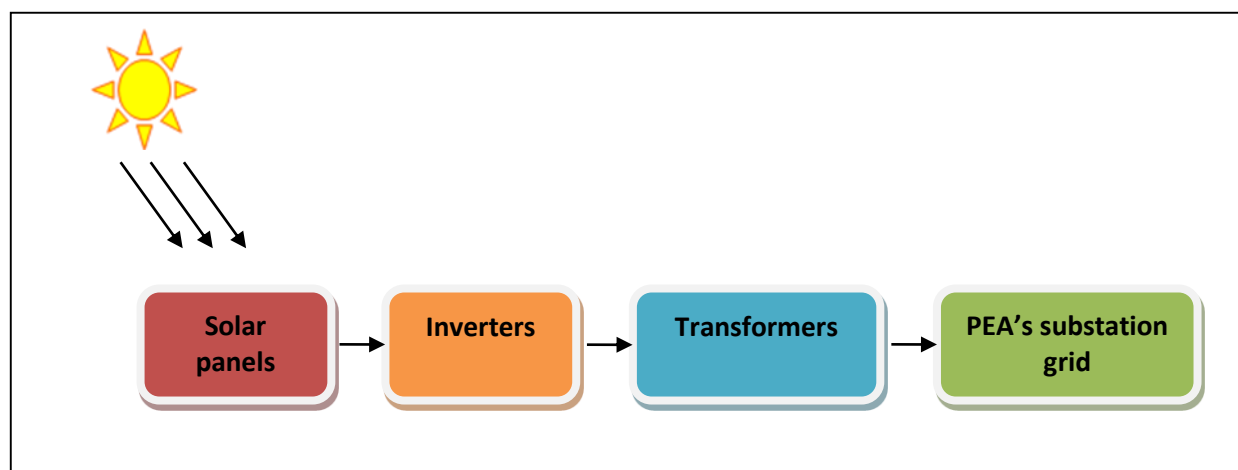 Solar
panels
Inverters
Transformers
PEA’s substation
grid